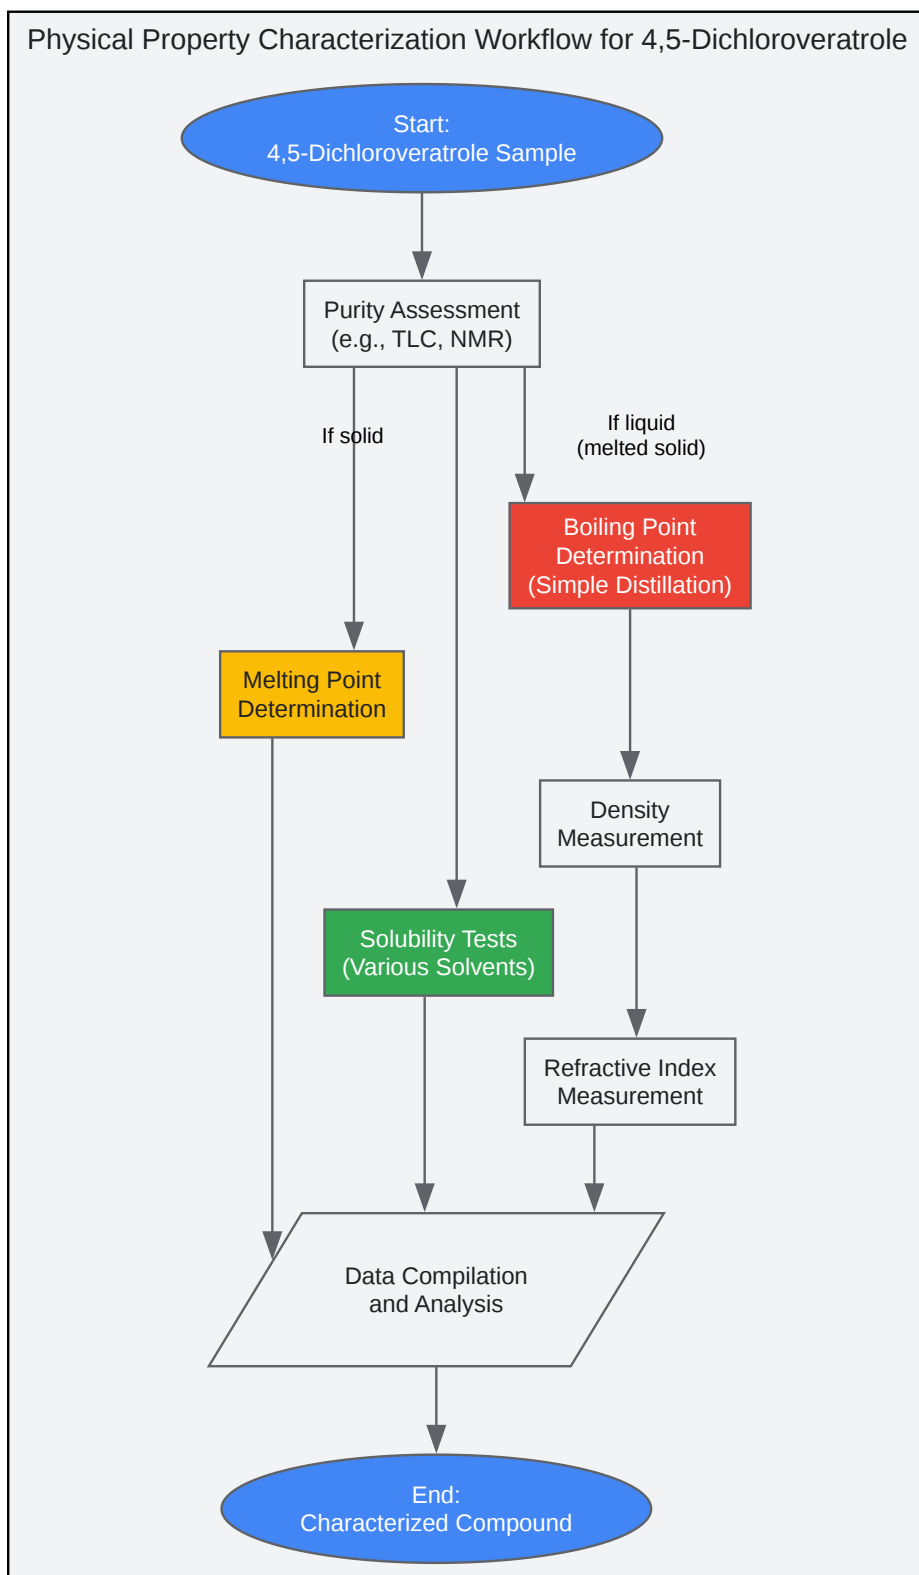 Physical Property Characterization Workflow for 4,5-Dichloroveratrole
Start:
4,5-Dichloroveratrole Sample
Purity Assessment
(e.g., TLC, NMR)
If solid
If liquid
(melted solid)
Boiling Point
Determination
(Simple Distillation)
Melting Point
Determination
Density
Measurement
Solubility Tests
(Various Solvents)
Refractive Index
Measurement
Data Compilation
and Analysis
End:
Characterized Compound